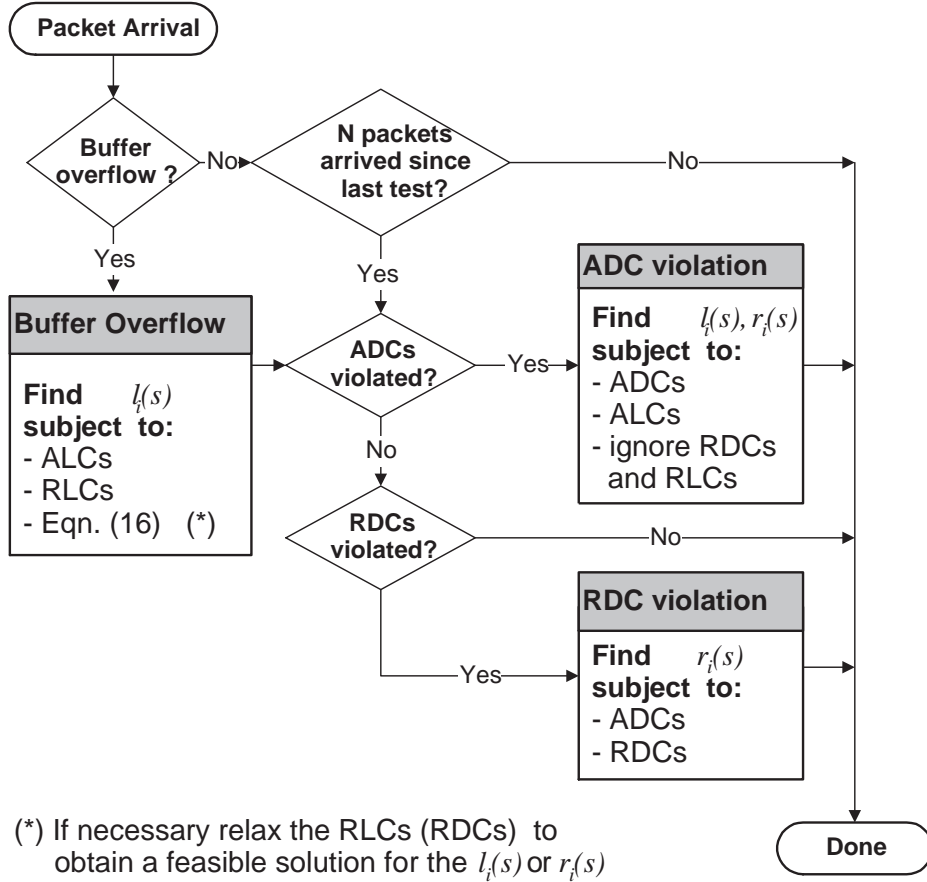 Packet Arrival
Buffer
overflow ?
No
N packets
arrived since
last test?
No
Yes
Yes
Buffer Overflow
Find l_i(s)
subject to:
- ALCs
- RLCs
- Eqn. (16) (*)
ADCs
violated?
Yes
ADC violation
Find l_i(s), r_i(s)
subject to:
- ADCs
- ALCs
- ignore RDCs
and RLCs
No
RDCs
violated?
No
Yes
RDC violation
Find r_i(s)
subject to:
- ADCs
- RDCs
(*) If necessary relax the RLCs (RDCs) to
obtain a feasible solution for the l_i(s) or r_i(s)
Done